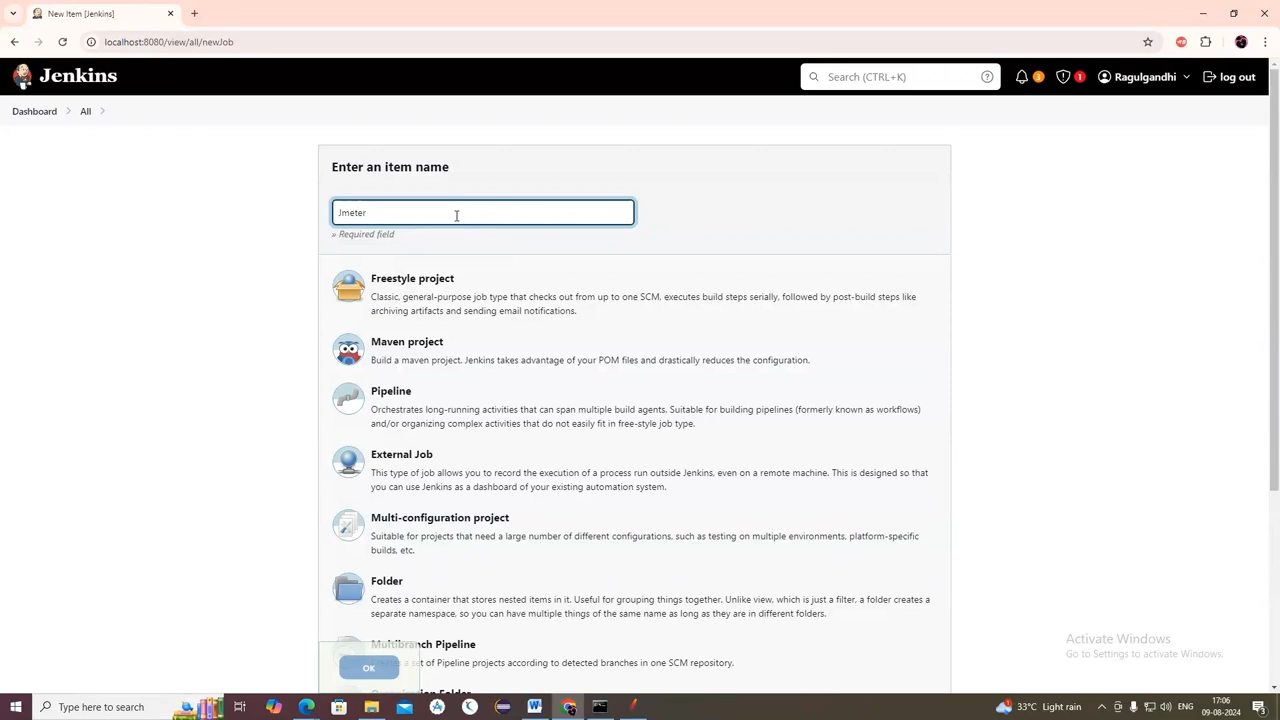 New Item [Jenkins]
localhost:8080/view/all/newJob
Jenkins
Search (CTRL+K)
3
1
Ragulgandhi
log out
Dashboard
All
Enter an item name
Jmeter
» Required field
Freestyle project
Classic, general-purpose job type that checks out from up to one SCM, executes build steps serially, followed by post-build steps like
archiving artifacts and sending email notifications.
Maven project
Build a maven project. Jenkins takes advantage of your POM files and drastically reduces the configuration.
Pipeline
Orchestrates long-running activities that can span multiple build agents. Suitable for building pipelines (formerly known as workflows)
and/or organizing complex activities that do not easily fit in free-style job type.
External Job
This type of job allows you to record the execution of a process run outside Jenkins, even on a remote machine. This is designed so that
you can use Jenkins as a dashboard of your existing automation system.
Multi-configuration project
Suitable for projects that need a large number of different configurations, such as testing on multiple environments, platform-specific
builds, etc.
Folder
Creates a container that stores nested items in it. Useful for grouping things together. Unlike view, which is just a filter, a folder creates a
separate namespace, so you can have multiple things of the same name as long as they are in different folders.
Multibranch Pipeline
set of Pipeline projects according to detected branches in one SCM repository.
OK
Activate Windows
Go to Settings to activate Windows.
Type here to search
33°C Light rain
17:06
09-08-2024